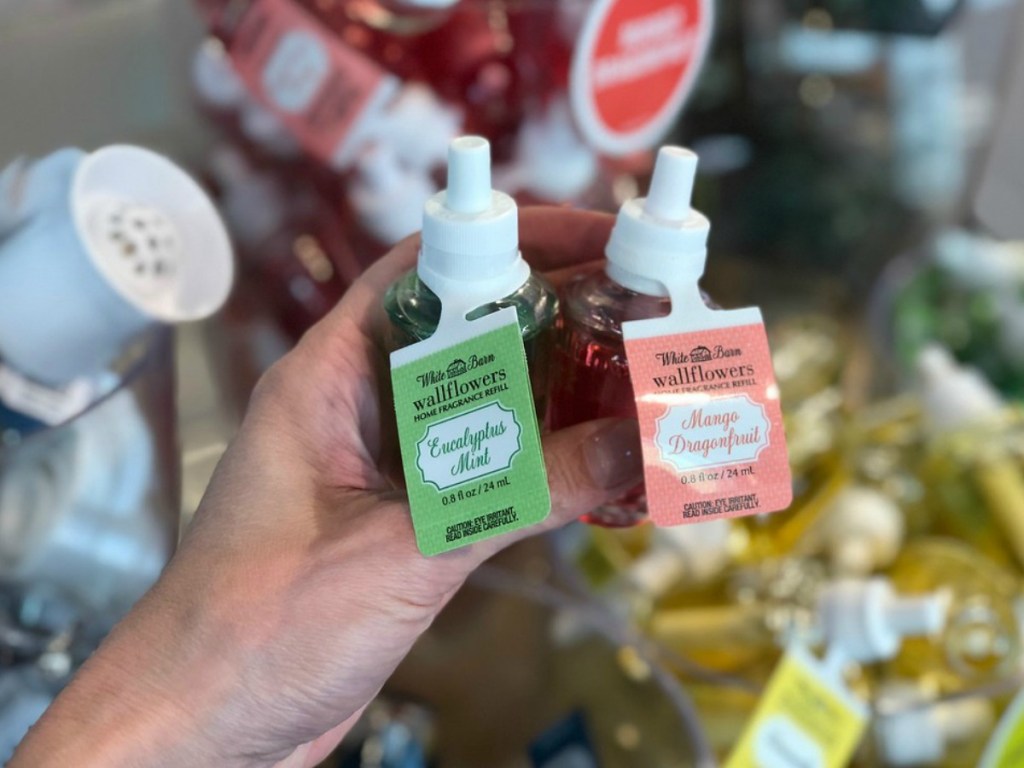 White Barn
wallflowers
HOME FRAGRANCE REFILL
Eucalyptus
Mint
0.8 fl oz / 24 mL
CAUTION: EYE IRRITANT.
READ INSIDE CAREFULLY.
White Barn
wallflowers
HOME FRAGRANCE REFILL
Mango
Dragonfruit
0.8 fl oz / 24 mL
CAUTION: EYE IRRITANT.
READ INSIDE CAREFULLY.